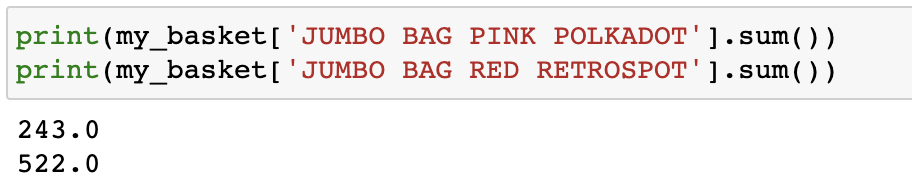 print(my_basket['JUMBO BAG PINK POLKADOT'].sum())
print(my_basket['JUMBO BAG RED RETROSPOT'].sum())
243.0
522.0